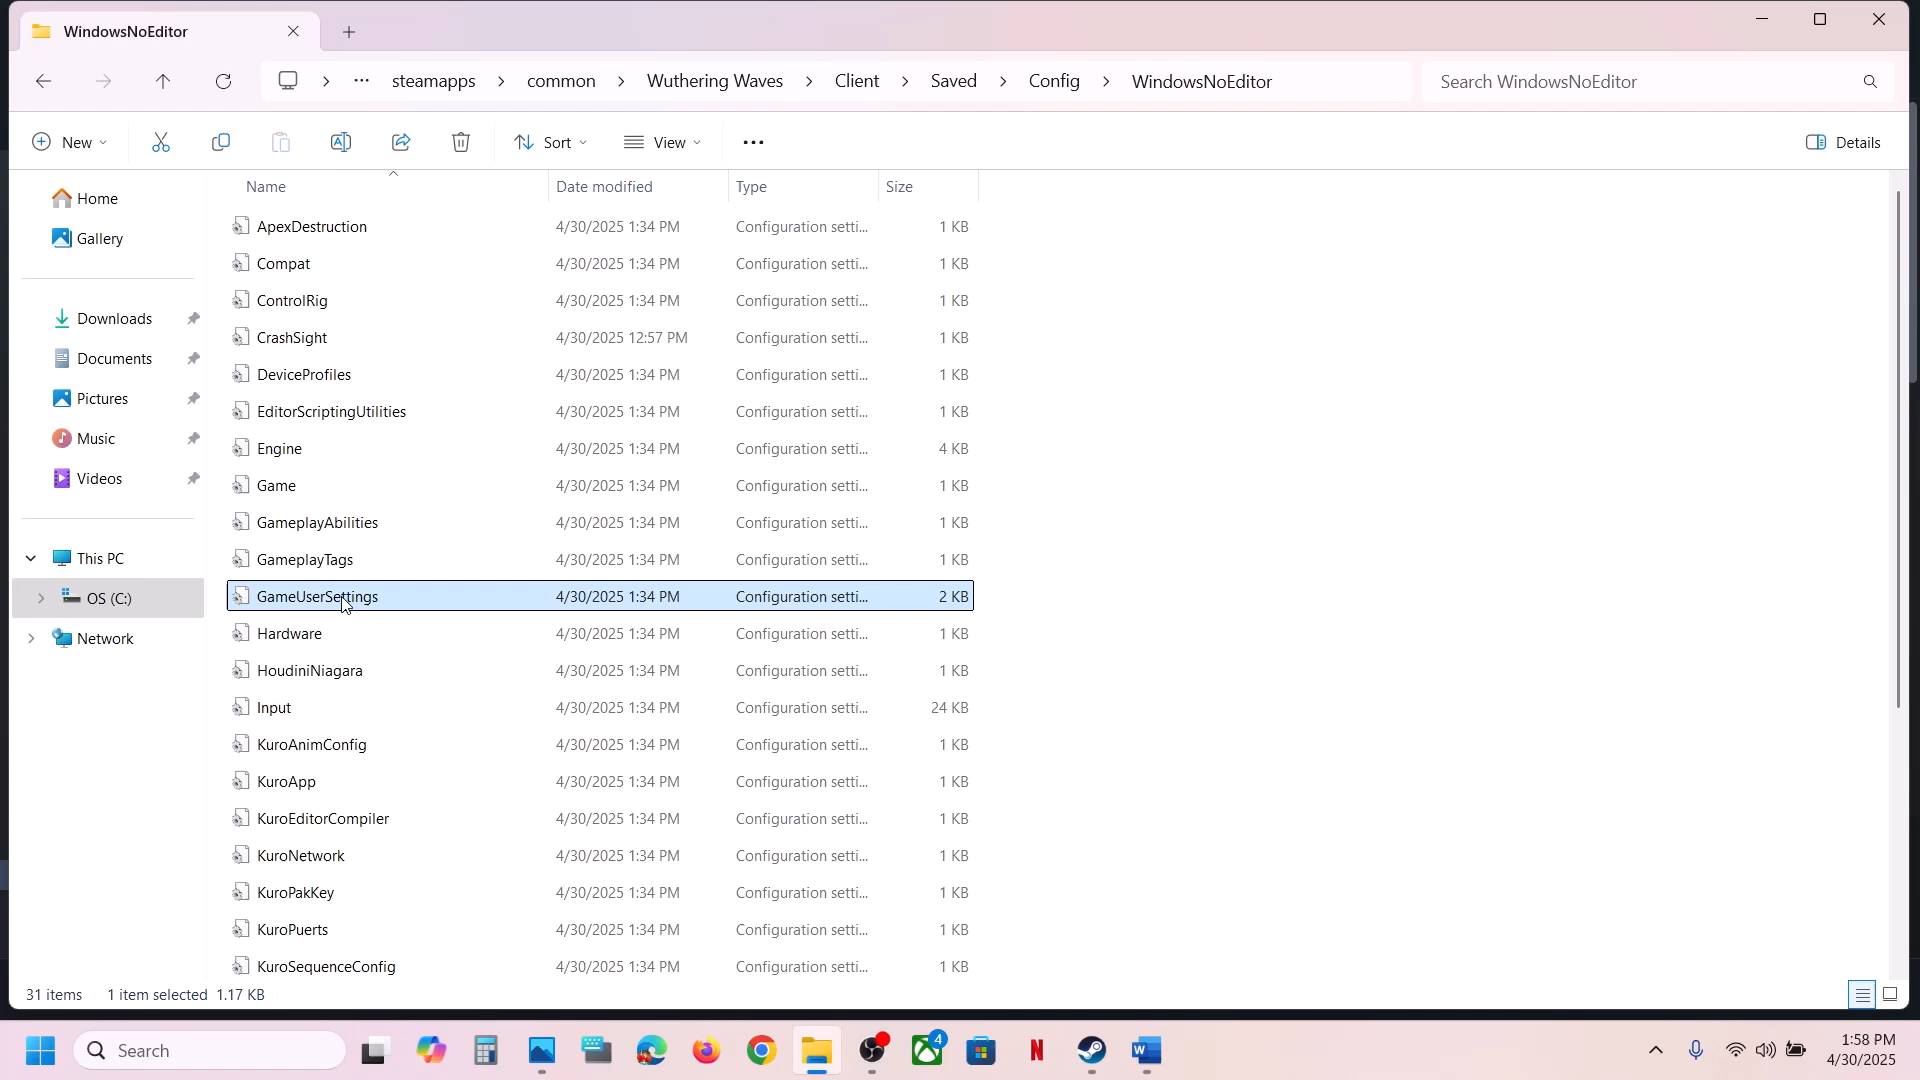 WindowsNoEditor
steamapps > common > Wuthering Waves > Client > Saved > Config > WindowsNoEditor
Search WindowsNoEditor
New
Sort
View
Details
Name
Date modified
Type
Size
Home
Gallery
Downloads
Documents
Pictures
Music
Videos
This PC
OS (C:)
Network
ApexDestruction 4/30/2025 1:34 PM Configuration setti... 1 KB
Compat 4/30/2025 1:34 PM Configuration setti... 1 KB
ControlRig 4/30/2025 1:34 PM Configuration setti... 1 KB
CrashSight 4/30/2025 12:57 PM Configuration setti... 1 KB
DeviceProfiles 4/30/2025 1:34 PM Configuration setti... 1 KB
EditorScriptingUtilities 4/30/2025 1:34 PM Configuration setti... 1 KB
Engine 4/30/2025 1:34 PM Configuration setti... 4 KB
Game 4/30/2025 1:34 PM Configuration setti... 1 KB
GameplayAbilities 4/30/2025 1:34 PM Configuration setti... 1 KB
GameplayTags 4/30/2025 1:34 PM Configuration setti... 1 KB
GameUserSettings 4/30/2025 1:34 PM Configuration setti... 2 KB
Hardware 4/30/2025 1:34 PM Configuration setti... 1 KB
HoudiniNiagara 4/30/2025 1:34 PM Configuration setti... 1 KB
Input 4/30/2025 1:34 PM Configuration setti... 24 KB
KuroAnimConfig 4/30/2025 1:34 PM Configuration setti... 1 KB
KuroApp 4/30/2025 1:34 PM Configuration setti... 1 KB
KuroEditorCompiler 4/30/2025 1:34 PM Configuration setti... 1 KB
KuroNetwork 4/30/2025 1:34 PM Configuration setti... 1 KB
KuroPakKey 4/30/2025 1:34 PM Configuration setti... 1 KB
KuroPuerts 4/30/2025 1:34 PM Configuration setti... 1 KB
KuroSequenceConfig 4/30/2025 1:34 PM Configuration setti... 1 KB
31 items 1 item selected 1.17 KB
Search
4
1:58 PM
4/30/2025